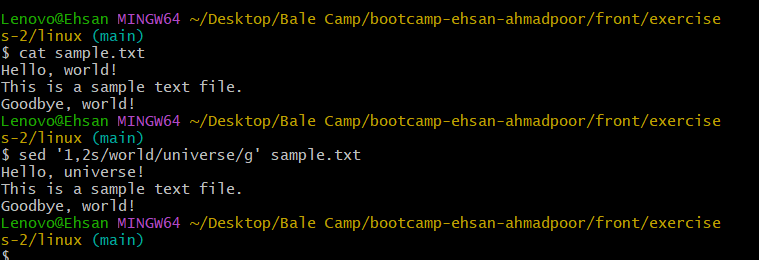 Lenovo@Ehsan MINGW64 ~/Desktop/Bale Camp/bootcamp-ehsan-ahmadpoor/front/exercise
s-2/linux (main)
$ cat sample.txt
Hello, world!
This is a sample text file.
Goodbye, world!
Lenovo@Ehsan MINGW64 ~/Desktop/Bale Camp/bootcamp-ehsan-ahmadpoor/front/exercise
s-2/linux (main)
$ sed '1,2s/world/universe/g' sample.txt
Hello, universe!
This is a sample text file.
Goodbye, world!
Lenovo@Ehsan MINGW64 ~/Desktop/Bale Camp/bootcamp-ehsan-ahmadpoor/front/exercise
s-2/linux (main)
$